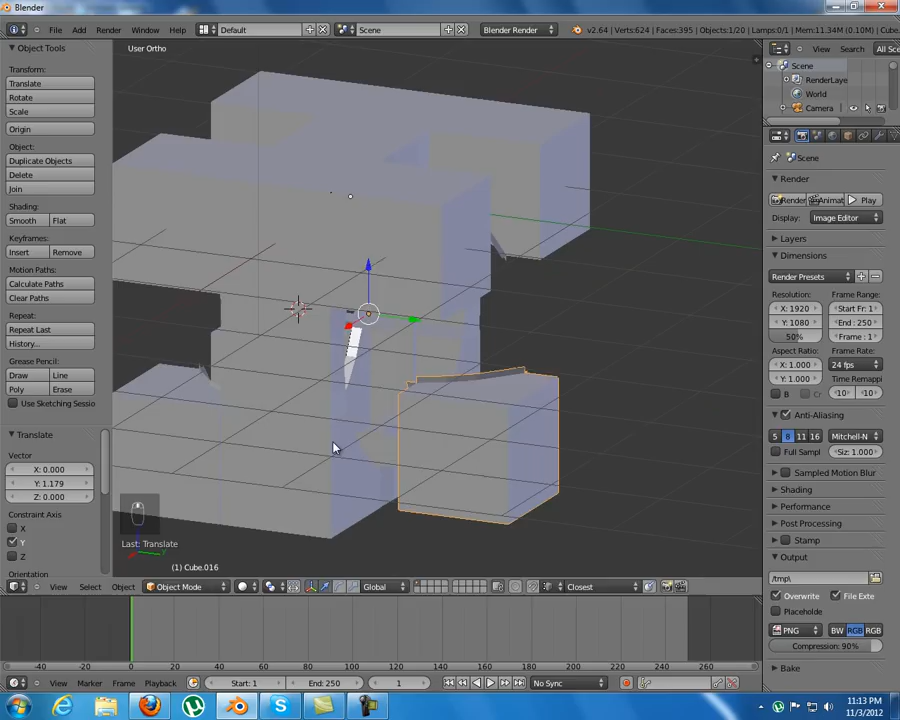 Blender
File Add Render Window Help Default Scene Blender Render v2.64 | Verts:624 | Faces:395 | Objects:1/20 | Lamps:0/1 | Mem:11.34M (0.10M) | Scene
Object Tools
Transform:
Translate
Rotate
Scale
Origin
Object:
Duplicate Objects
Delete
Join
Shading:
Smooth Flat
Keyframes:
Insert Remove
Motion Paths:
Calculate Paths
Clear Paths
Repeat:
Repeat Last
History...
Grease Pencil:
Draw Line
Poly Erase
Use Sketching Sessio
Translate
Vector
X: 0.000
Y: 1.179
Z: 0.000
Constraint Axis
X
Y
Z
Orientation
User Ortho
Last: Translate
(1) Cube.016
View Select Object Object Mode Global Closest
View Search All Sce
Scene
RenderLaye
World
Camera
Scene
Render
Render Animat Play
Display: Image Editor
Layers
Dimensions
Render Presets
Resolution: Frame Range:
X: 1920 Start Fr: 1
Y: 1080 End: 250
50% Frame : 1
Aspect Ratio: Frame Rate:
X: 1.000 24 fps
Y: 1.000 Time Remappi
B Cr 10 10
Anti-Aliasing
5 8 11 16 Mitchell-N
Full Sampl Siz: 1.000
Sampled Motion Blur
Shading
Performance
Post Processing
Stamp
Output
/tmp\
Overwrite File Exte
Placeholde
PNG BW RGB RGB
Compression: 90%
Bake
-40 -20 0 20 40 60 80 100 120 140 160 180 200 220 240 260
View Marker Frame Playback Start: 1 End: 250 1 No Sync
11:13 PM
11/3/2012